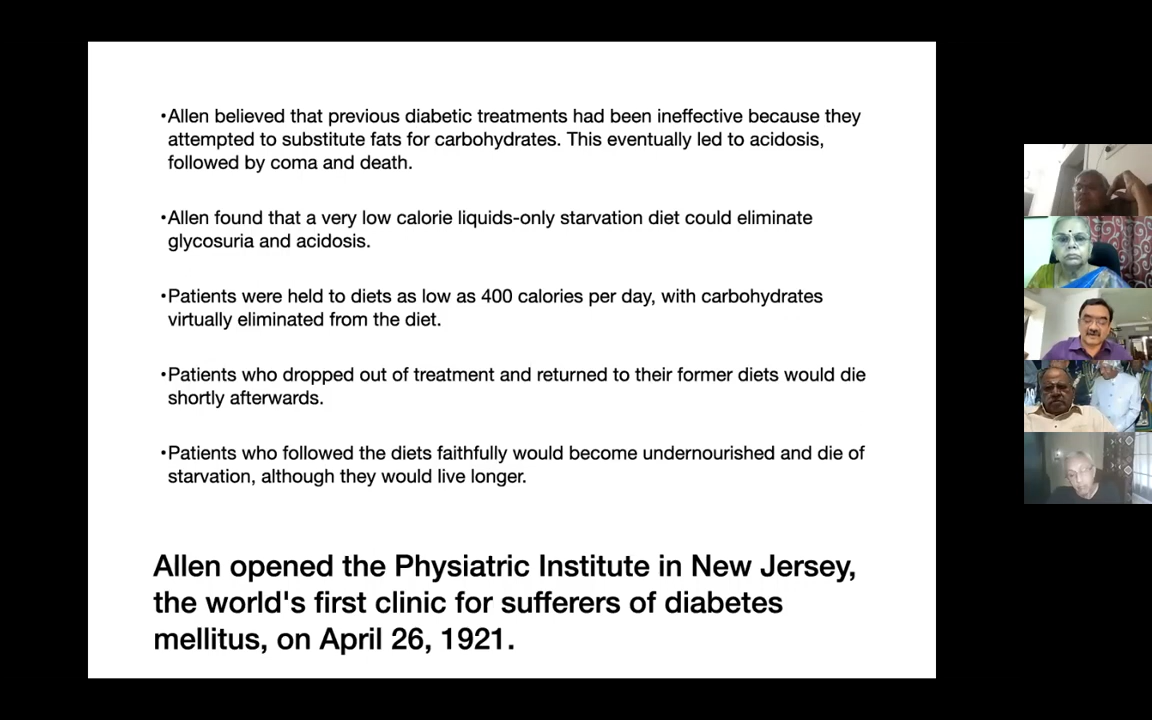 •Allen believed that previous diabetic treatments had been ineffective because they
attempted to substitute fats for carbohydrates. This eventually led to acidosis,
followed by coma and death.
•Allen found that a very low calorie liquids-only starvation diet could eliminate
glycosuria and acidosis.
•Patients were held to diets as low as 400 calories per day, with carbohydrates
virtually eliminated from the diet.
•Patients who dropped out of treatment and returned to their former diets would die
shortly afterwards.
•Patients who followed the diets faithfully would become undernourished and die of
starvation, although they would live longer.
Allen opened the Physiatric Institute in New Jersey,
the world's first clinic for sufferers of diabetes
mellitus, on April 26, 1921.